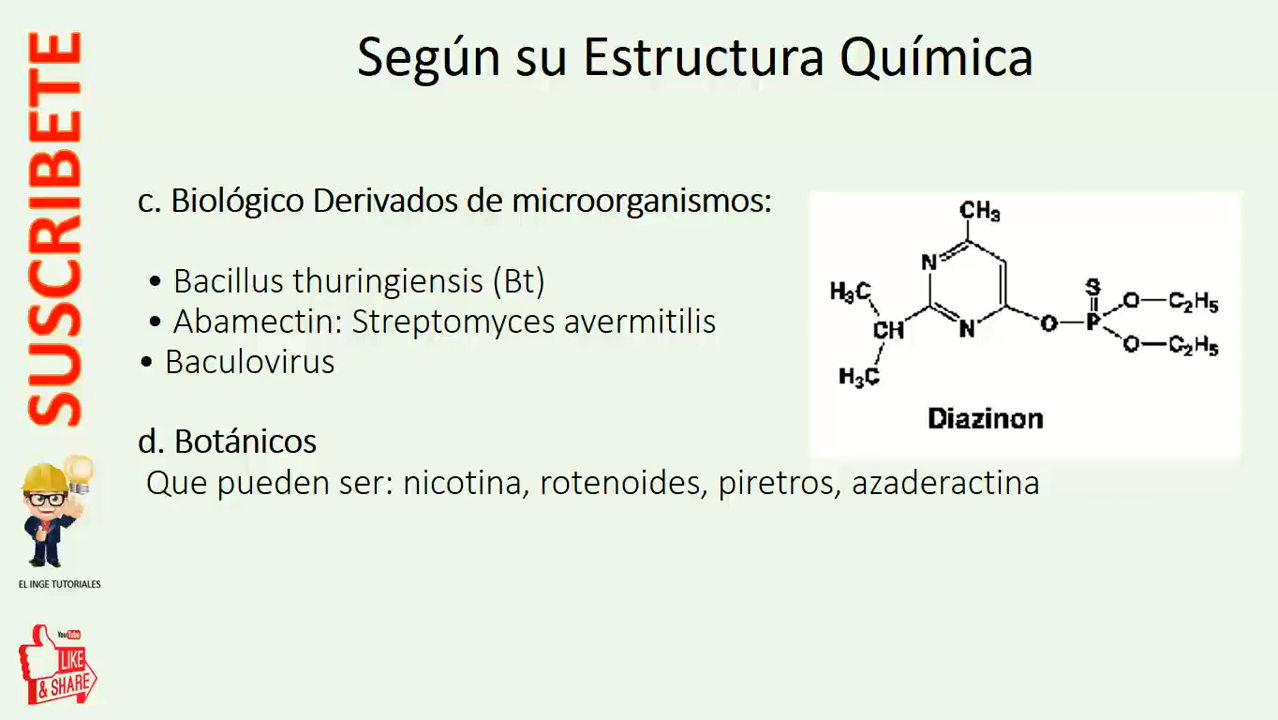 SUSCRIBETE
Según su Estructura Química
c. Biológico Derivados de microorganismos:
• Bacillus thuringiensis (Bt)
• Abamectin: Streptomyces avermitilis
• Baculovirus
d. Botánicos
Que pueden ser: nicotina, rotenoides, piretros, azaderactina
CH₃
N
H₃C
CH
N
H₃C
O
P
S
O—C₂H₅
O—C₂H₅
Diazinon
EL INGE TUTORIALES
YouTube
LIKE
& SHARE